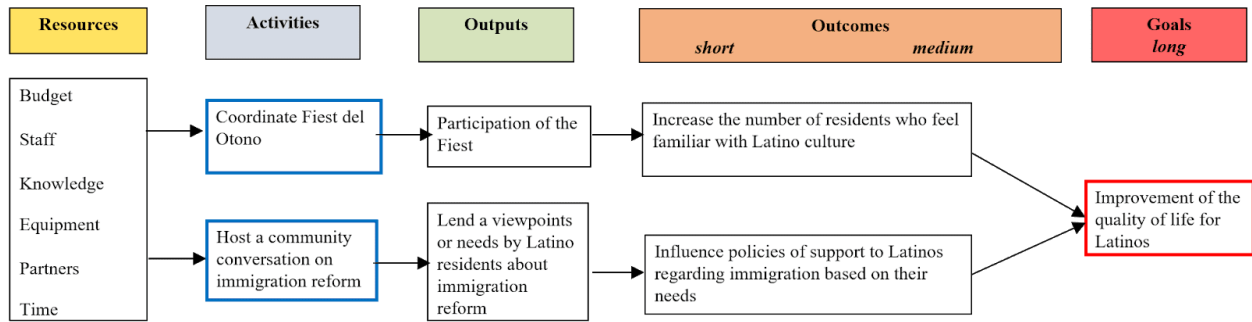 Resources
Activities
Outputs
Outcomes
short medium
Goals
long
Budget
Staff
Knowledge
Equipment
Partners
Time
Coordinate Fiest del
Otono
Participation of the
Fiest
Increase the number of residents who feel
familiar with Latino culture
Host a community
conversation on
immigration reform
Lend a viewpoints
or needs by Latino
residents about
immigration
reform
Influence policies of support to Latinos
regarding immigration based on their
needs
Improvement of the
quality of life for
Latinos